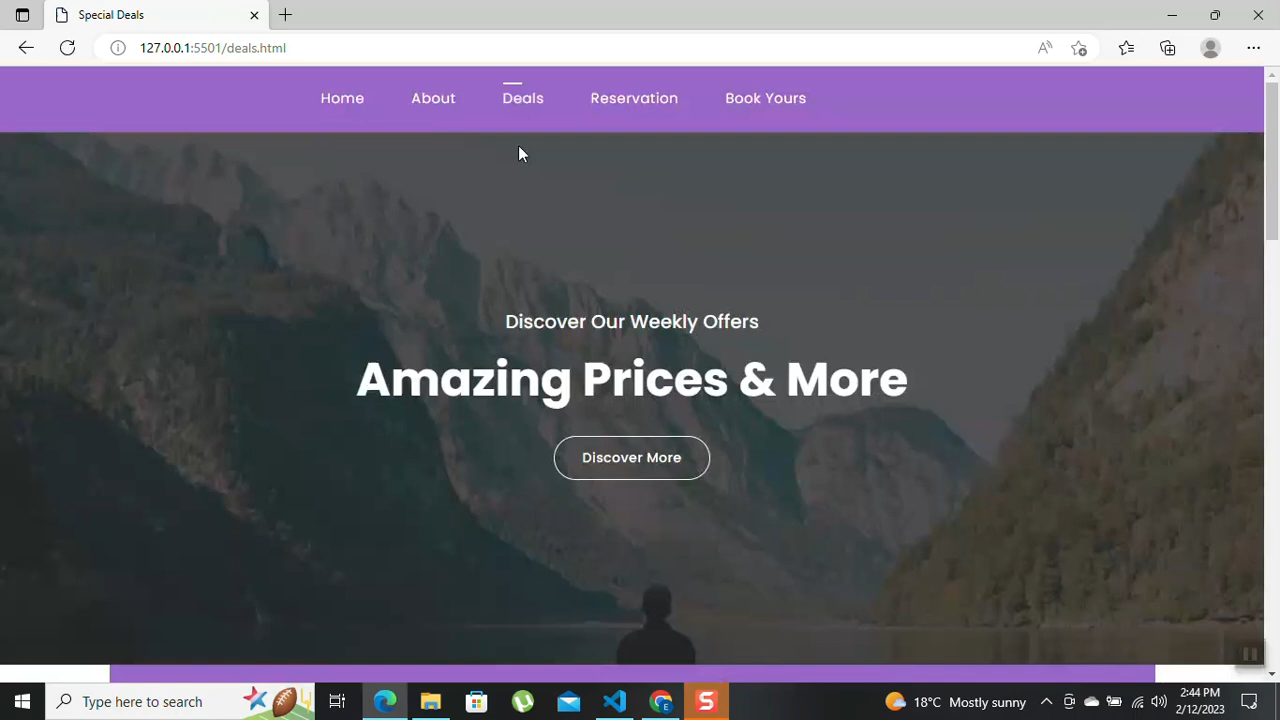 Special Deals
127.0.0.1:5501/deals.html
Home About Deals Reservation Book Yours
Discover Our Weekly Offers
Amazing Prices & More
Discover More
Type here to search
18°C Mostly sunny
2:44 PM
2/12/2023